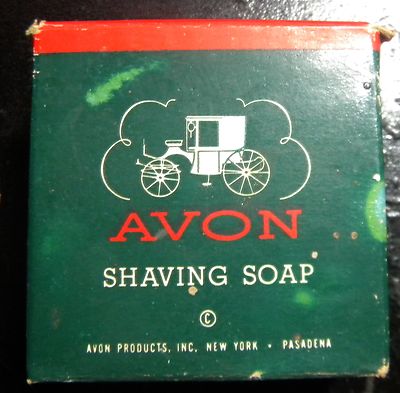 AVON
SHAVING SOAP
©
AVON PRODUCTS, INC. NEW YORK • PASADENA